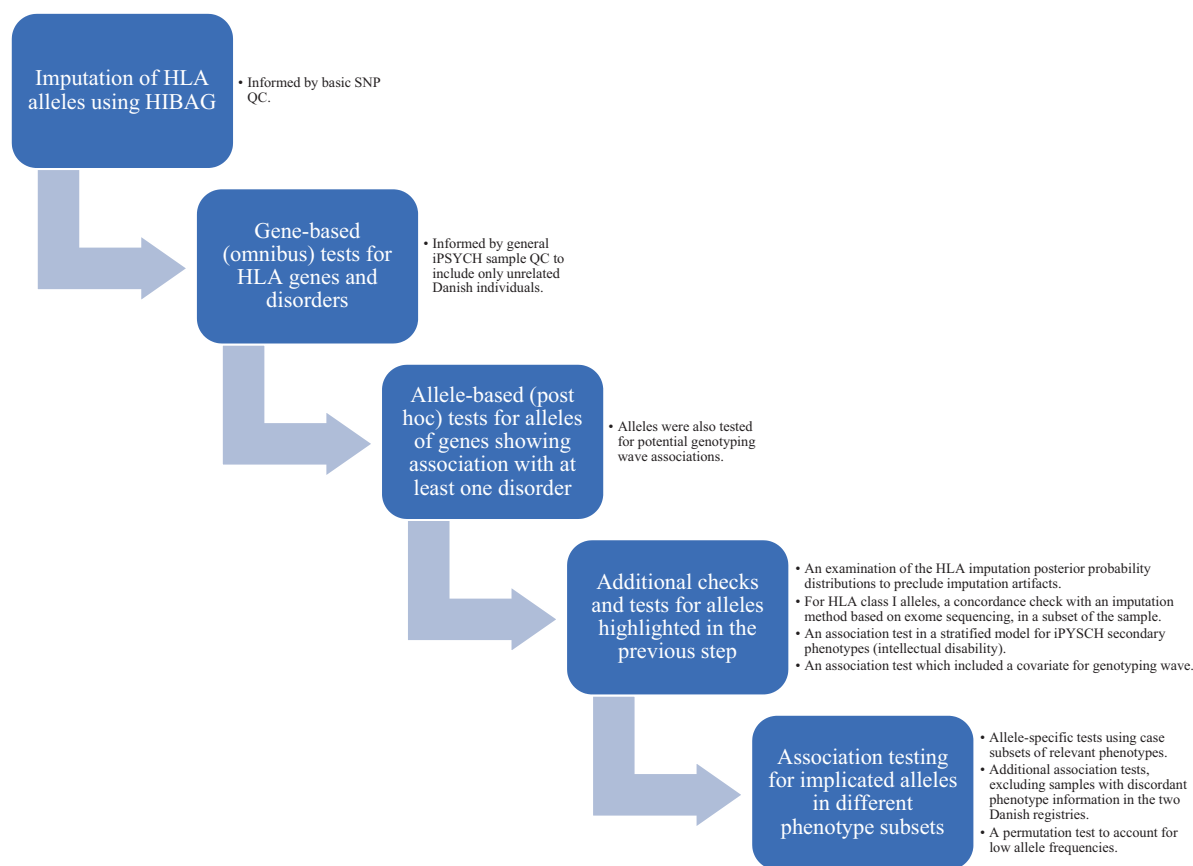 Imputation of HLA
alleles using HIBAG
• Informed by basic SNP
QC.
Gene-based
(omnibus) tests for
HLA genes and
disorders
• Informed by general
iPSYCH sample QC to
include only unrelated
Danish individuals.
Allele-based (post
hoc) tests for alleles
of genes showing
association with at
least one disorder
• Alleles were also tested
for potential genotyping
wave associations.
Additional checks
and tests for alleles
highlighted in the
previous step
• An examination of the HLA imputation posterior probability
distributions to preclude imputation artifacts.
• For HLA class I alleles, a concordance check with an imputation
method based on exome sequencing, in a subset of the sample.
• An association test in a stratified model for iPYSCH secondary
phenotypes (intellectual disability).
• An association test which included a covariate for genotyping wave.
Association testing
for implicated alleles
in different
phenotype subsets
• Allele-specific tests using case
subsets of relevant phenotypes.
• Additional association tests,
excluding samples with discordant
phenotype information in the two
Danish registries.
• A permutation test to account for
low allele frequencies.